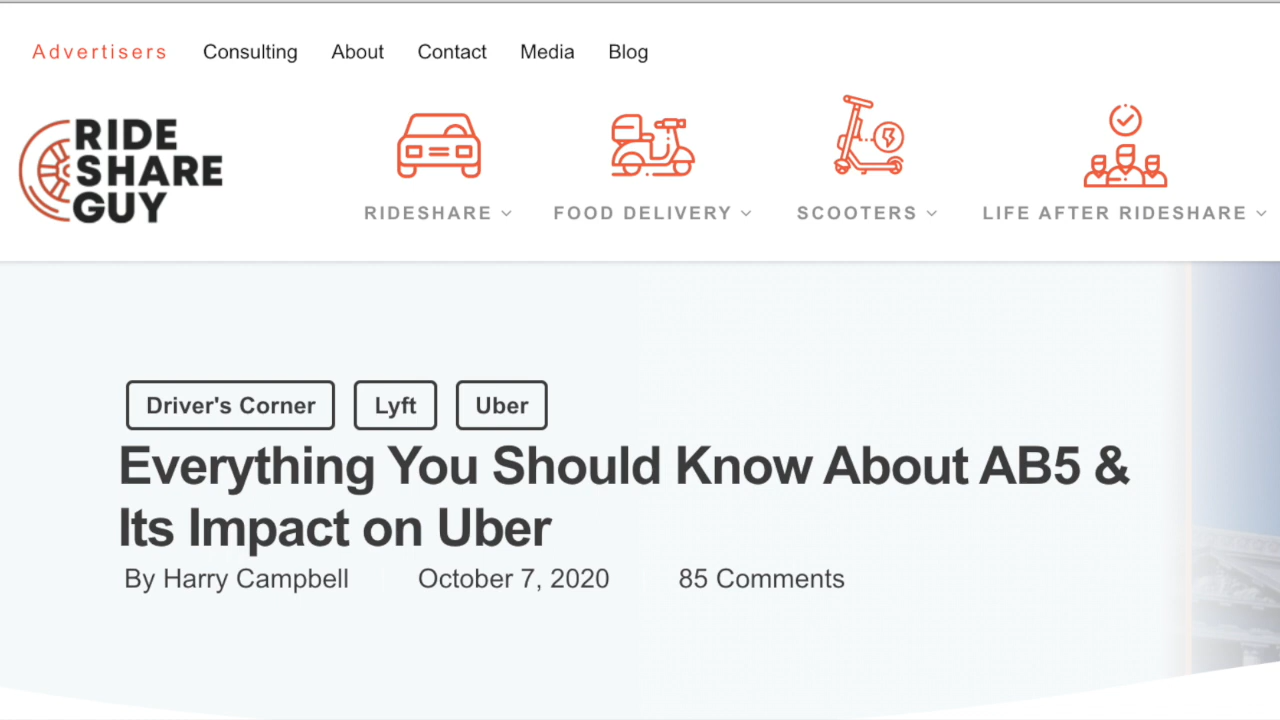 Advertisers Consulting About Contact Media Blog
RIDE
SHARE
GUY
RIDESHARE FOOD DELIVERY SCOOTERS LIFE AFTER RIDESHARE
Driver's Corner Lyft Uber
Everything You Should Know About AB5 &
Its Impact on Uber
By Harry Campbell October 7, 2020 85 Comments